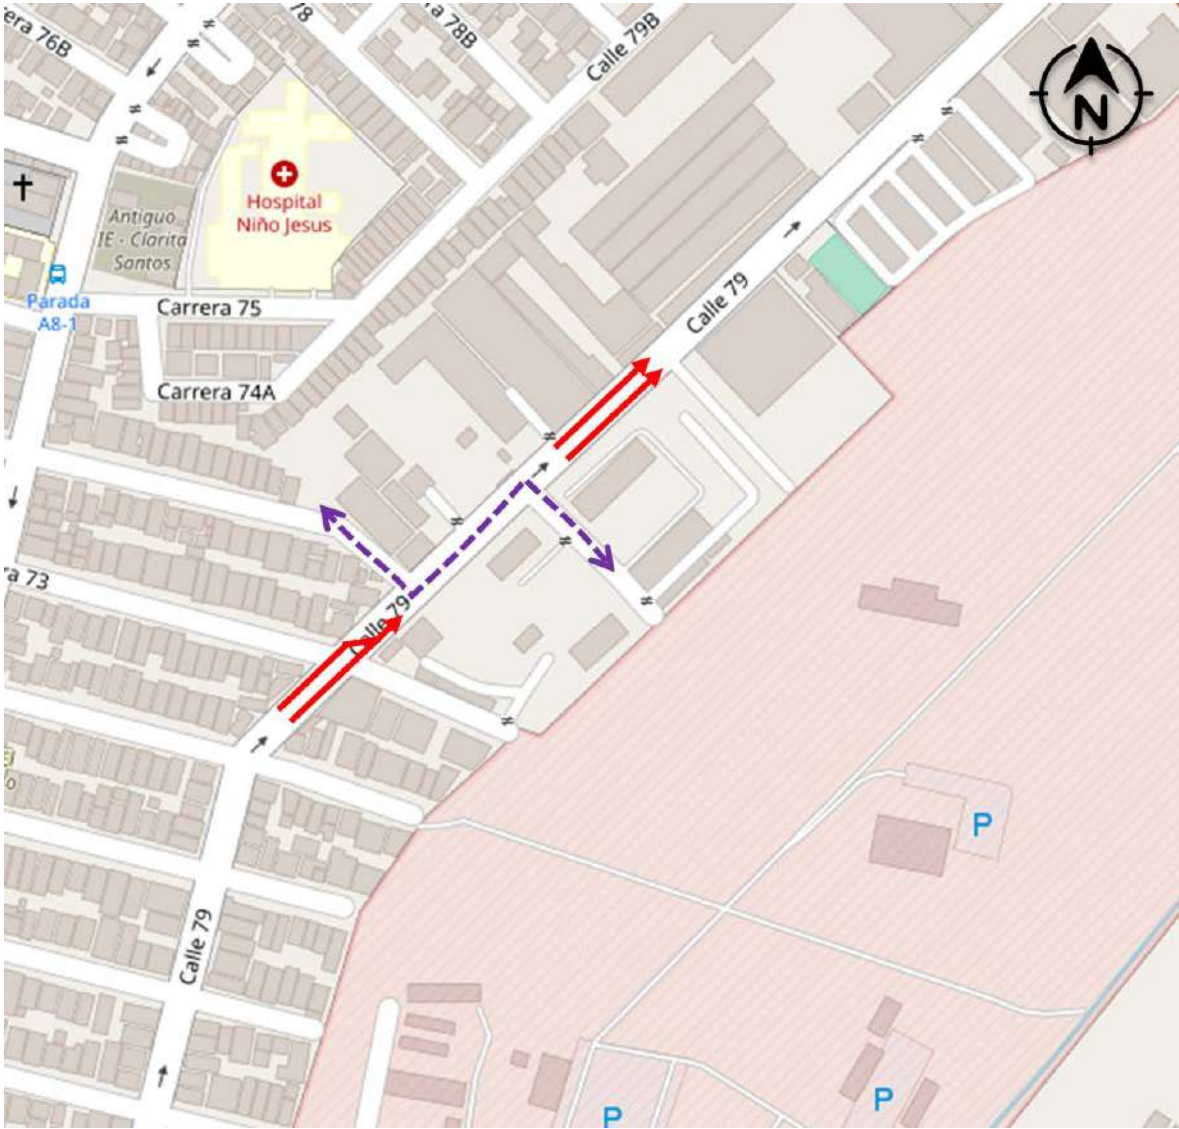 era 76B
78
ra 78B
Calle 79B
N
Hospital
Niño Jesus
Antiguo
IE - Clarita
Santos
Parada
A8-1
Carrera 75
Calle 79
Carrera 74A
ra 73
Calle 79
P
Calle 79
P
P